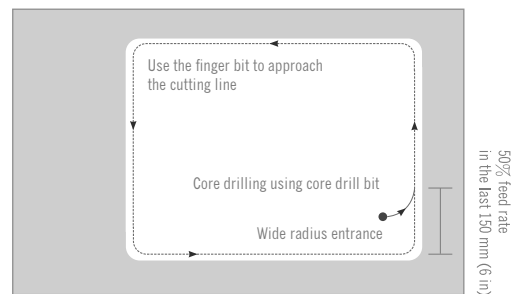 Use the finger bit to approach
the cutting line
Core drilling using core drill bit
Wide radius entrance
50% feed rate
in the last 150 mm (6 in)